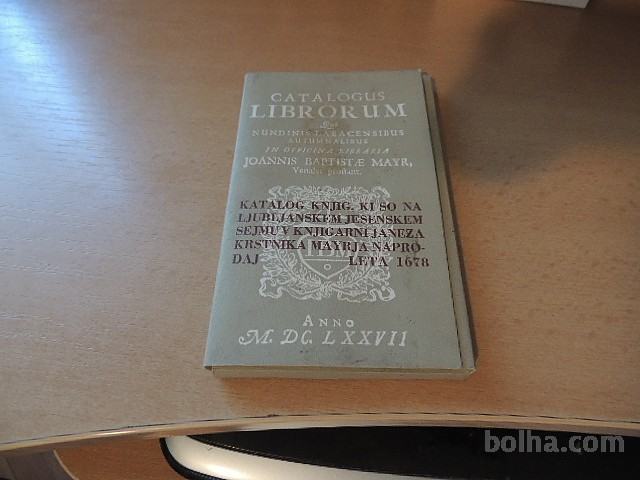 CATALOGUS
LIBRORUM
Qui
NUNDINIS LABACENSIBUS
AUTUMNALIBUS
IN OFFICINA LIBRARIA
JOANNIS BAPTISTÆ MAYR,
Venales prostant.
KATALOG KNJIG, KI SO NA
LJUBLJANSKEM JESENSKEM
SEJMU V KNJIGARNI JANEZA
KRSTNIKA MAYRJA NAPRO-
DAJ LETA 1678
ANNO
M. DC. LXXVII
bolha.com